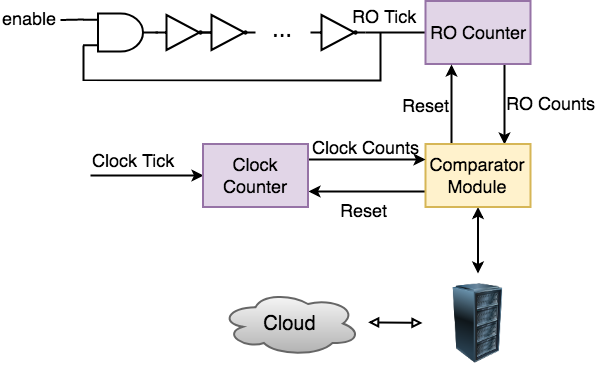 enable
RO Tick
RO Counter
...
Reset
RO Counts
Clock Tick
Clock
Counter
Clock Counts
Reset
Comparator
Module
Cloud